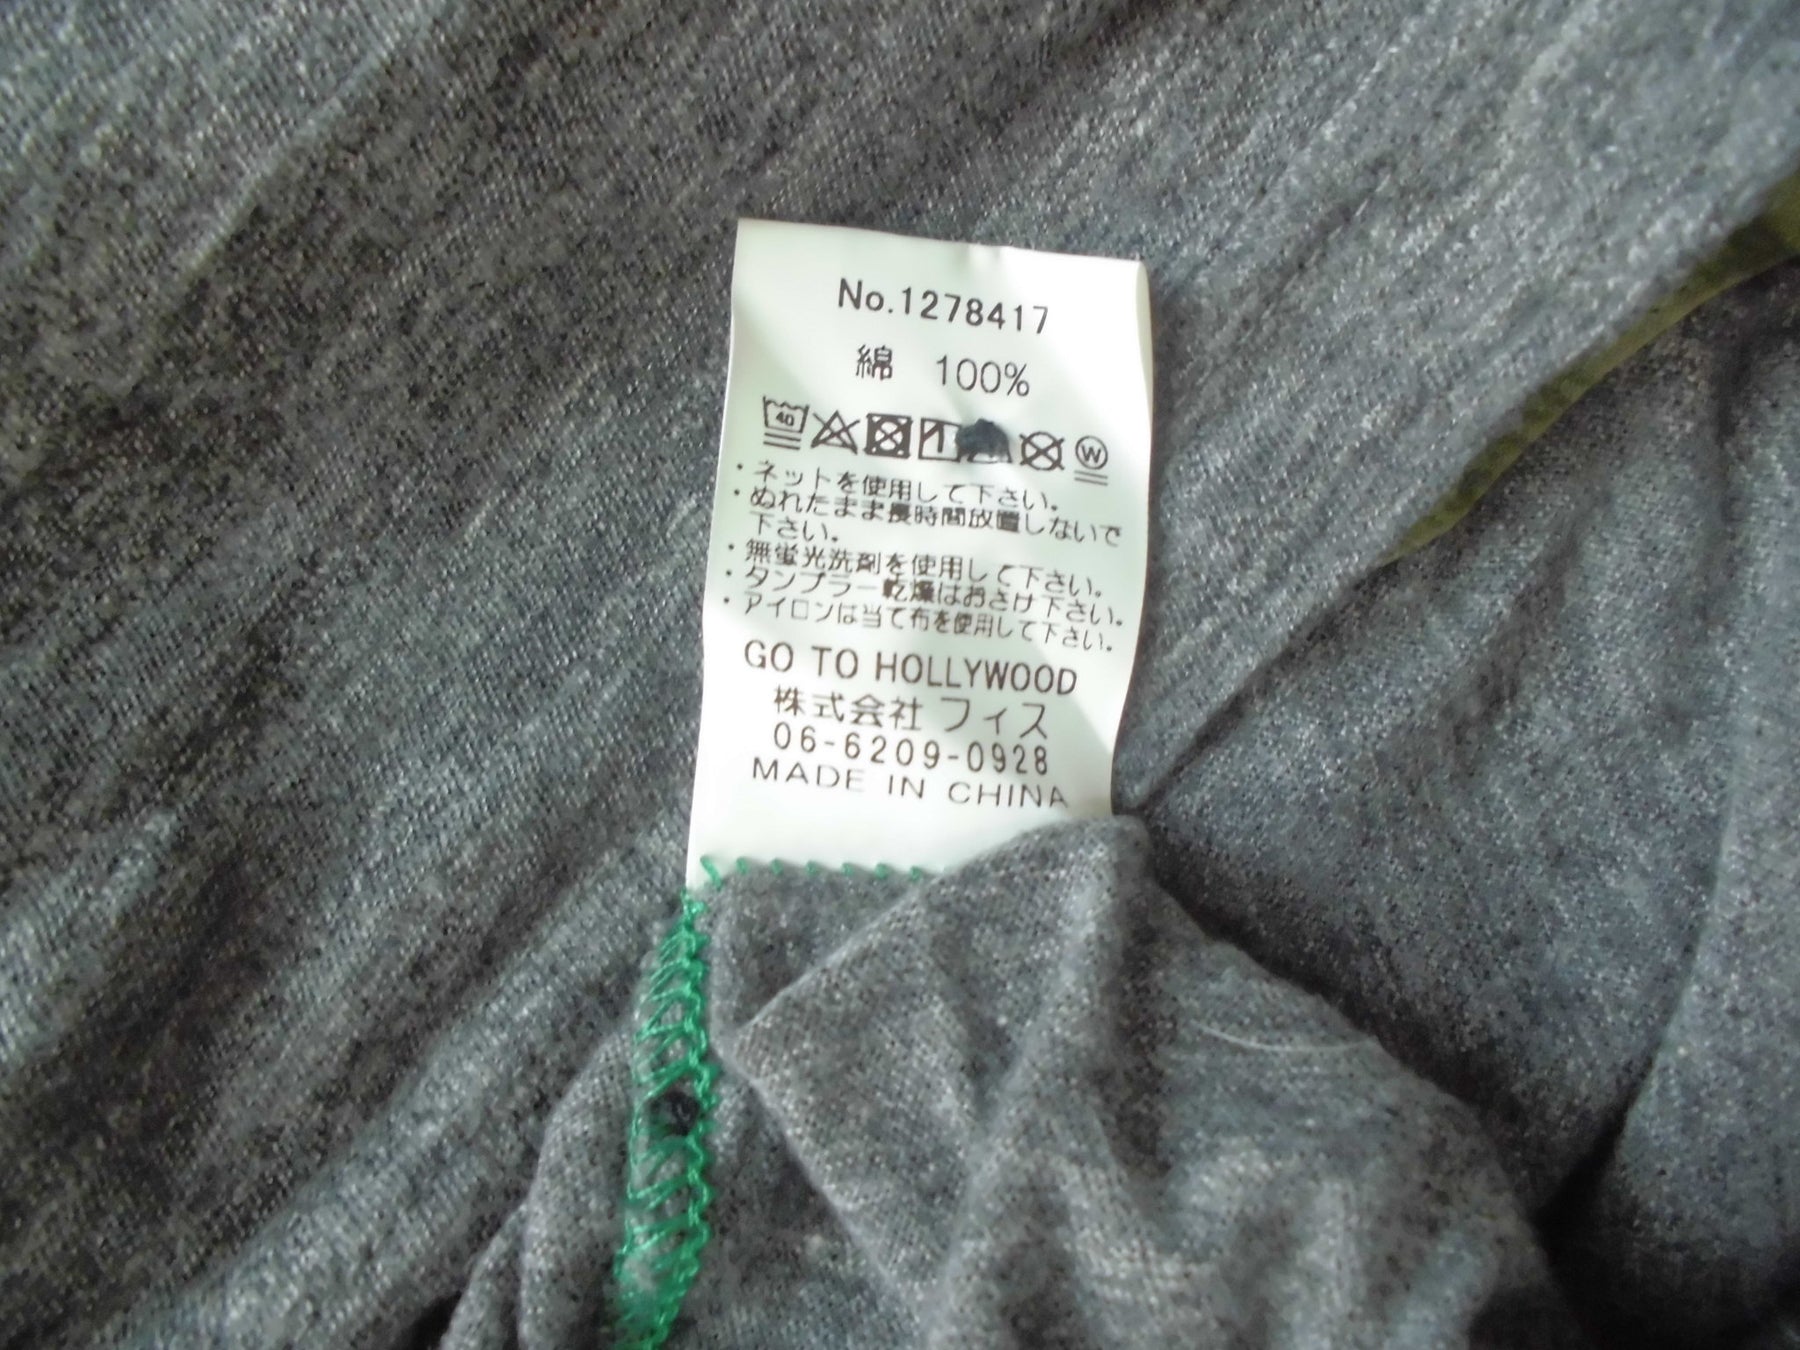 No.1278417
綿 100%
40
W
・ネットを使用して下さい。
・ぬれたまま長時間放置しないで
下さい。
・無蛍光洗剤を使用して下さい。
・タンブラー乾燥はおさけ下さい。
・アイロンは当て布を使用して下さい。
GO TO HOLLYWOOD
株式会社 フィス
06-6209-0928
MADE IN CHINA